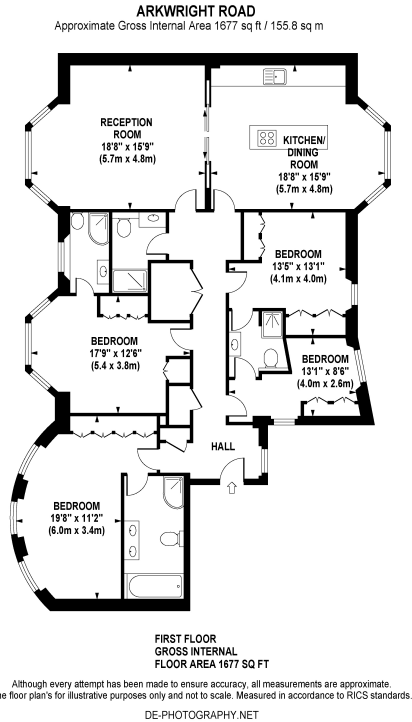 ARKWRIGHT ROAD
Approximate Gross Internal Area 1677 sq ft / 155.8 sq m
RECEPTION
ROOM
18'8" x 15'9"
(5.7m x 4.8m)
KITCHEN/
DINING
ROOM
18'8" x 15'9"
(5.7m x 4.8m)
BEDROOM
13'5" x 13'1"
(4.1m x 4.0m)
BEDROOM
17'9" x 12'6"
(5.4 x 3.8m)
BEDROOM
13'1" x 8'6"
(4.0m x 2.6m)
HALL
BEDROOM
19'8" x 11'2"
(6.0m x 3.4m)
FIRST FLOOR
GROSS INTERNAL
FLOOR AREA 1677 SQ FT
Although every attempt has been made to ensure accuracy, all measurements are approximate.
e floor plan's for illustrative purposes only and not to scale. Measured in accordance to RICS standards.
DE-PHOTOGRAPHY.NET